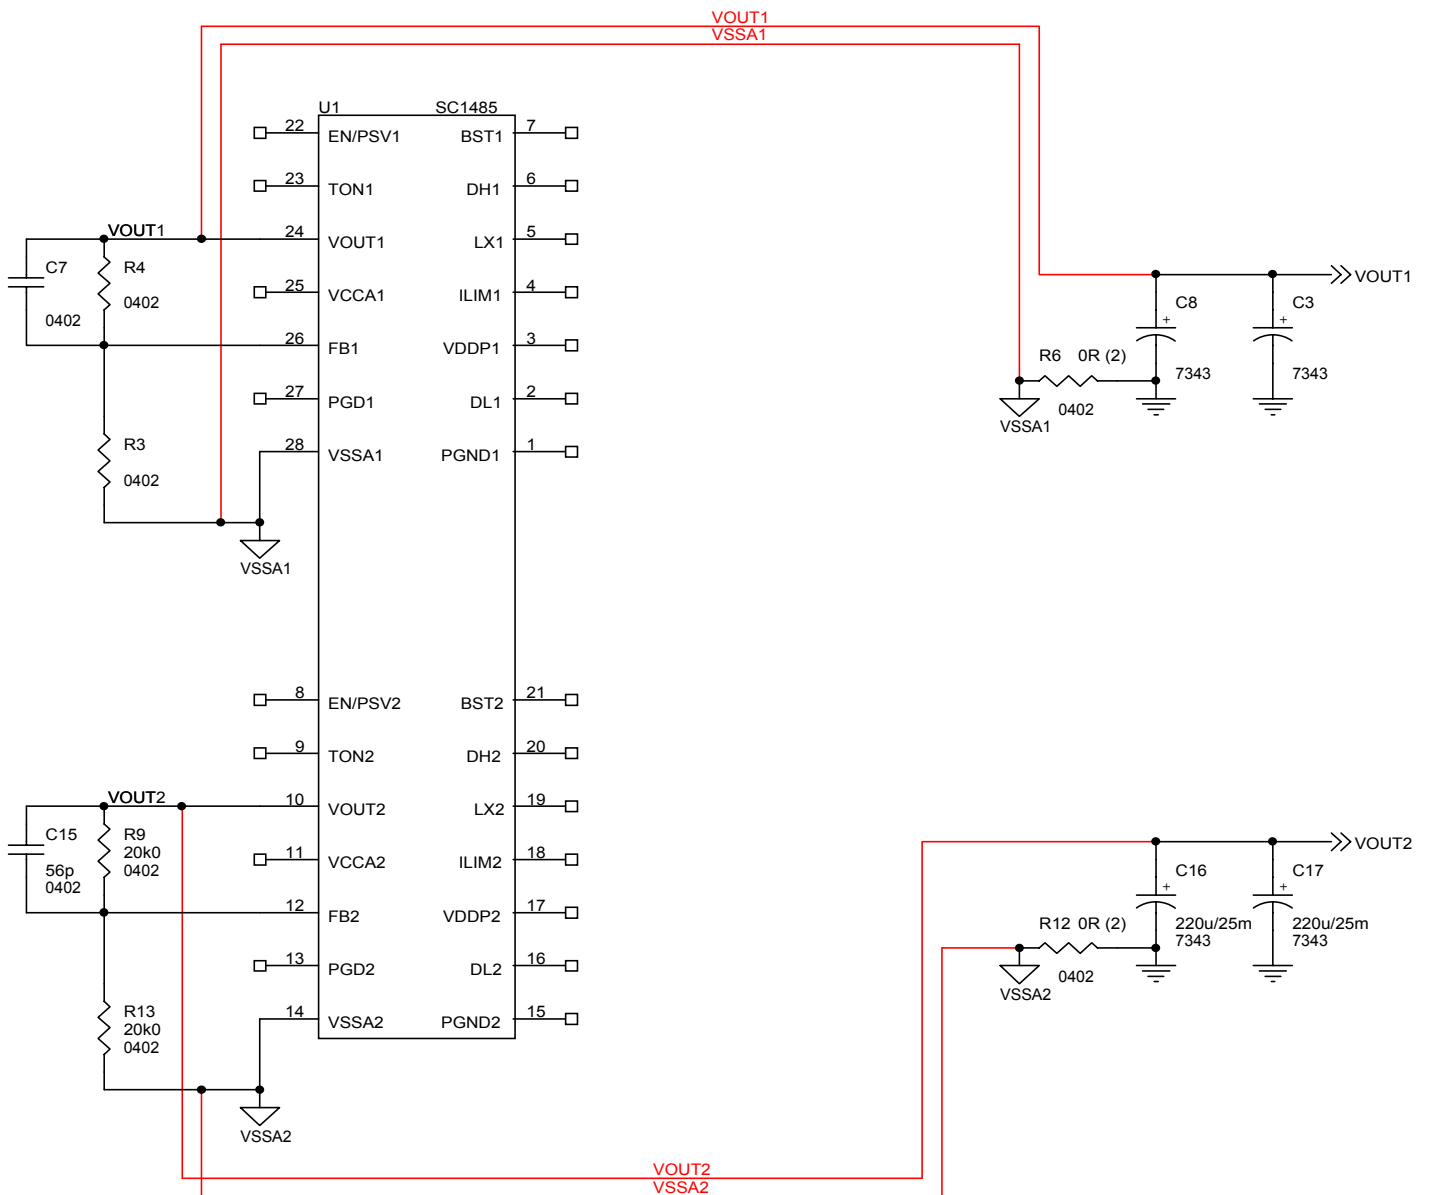 VOUT1
VSSA1
U1 SC1485
22 EN/PSV1 BST1 7
23 TON1 DH1 6
VOUT1
24 VOUT1 LX1 5
C7 R4
0402
0402
25 VCCA1 ILIM1 4
26 FB1 VDDP1 3
27 PGD1 DL1 2
R3
0402
28 VSSA1 PGND1 1
VSSA1
VOUT1
C8 C3
+ +
R6 0R (2)
7343 7343
0402
VSSA1
8 EN/PSV2 BST2 21
9 TON2 DH2 20
VOUT2
10 VOUT2 LX2 19
C15 R9
20k0
56p 0402
0402
11 VCCA2 ILIM2 18
12 FB2 VDDP2 17
13 PGD2 DL2 16
R13
20k0
0402
14 VSSA2 PGND2 15
VSSA2
VOUT2
C16 C17
+ +
R12 0R (2) 220u/25m 220u/25m
7343 7343
0402
VSSA2
VOUT2
VSSA2